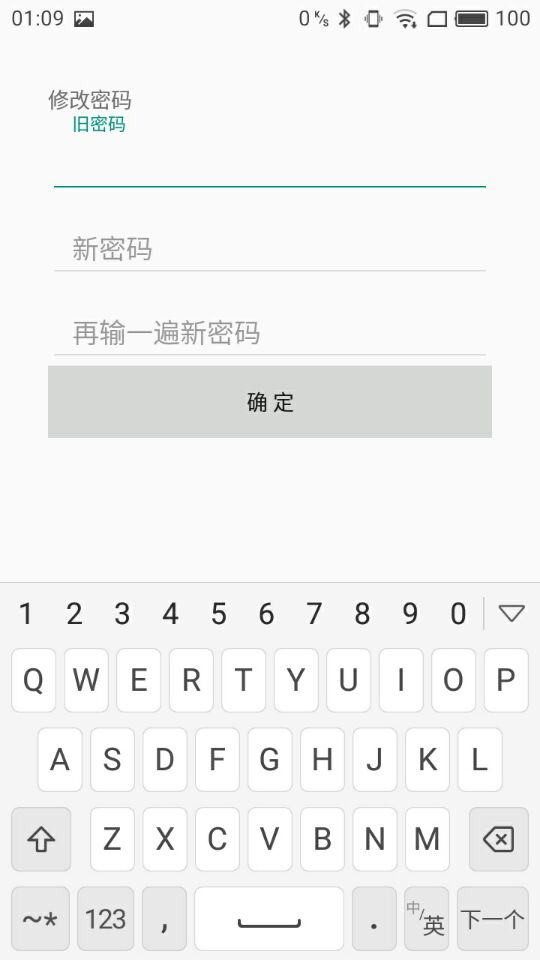 01:09 0 K/s 100
修改密码
旧密码
新密码
再输一遍新密码
确定
1 2 3 4 5 6 7 8 9 0
Q W E R T Y U I O P
A S D F G H J K L
Z X C V B N M
~* 123 , . 中/英 下一个